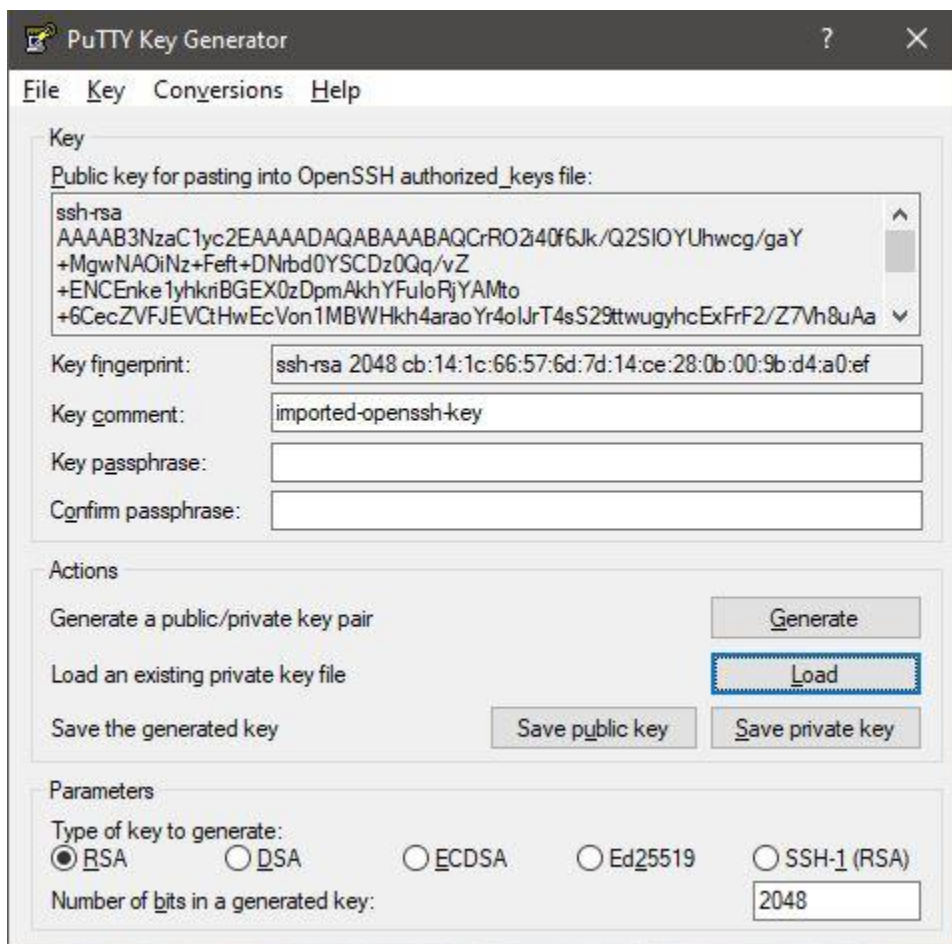 PuTTY Key Generator
? ×
File Key Conversions Help
Key
Public key for pasting into OpenSSH authorized_keys file:
ssh-rsa
AAAAB3NzaC1yc2EAAAADAQABAAABAQCrRO2i40f6Jk/Q2SIOYUhwcg/gaY
+MgwNAOiNz+Feft+DNrbd0YSCDz0Qq/vZ
+ENCEnke1yhkriBGEX0zDpmAkhYFuIoRjYAMto
+6CecZVFJEVCtHwEcVon1MBWHkh4araoYr4oIJrT4sS29ttwugyhcExFrF2/Z7Vh8uAa
Key fingerprint: ssh-rsa 2048 cb:14:1c:66:57:6d:7d:14:ce:28:0b:00:9b:d4:a0:ef
Key comment: imported-openssh-key
Key passphrase:
Confirm passphrase:
Actions
Generate a public/private key pair Generate
Load an existing private key file Load
Save the generated key Save public key Save private key
Parameters
Type of key to generate:
RSA DSA ECDSA Ed25519 SSH-1 (RSA)
Number of bits in a generated key: 2048